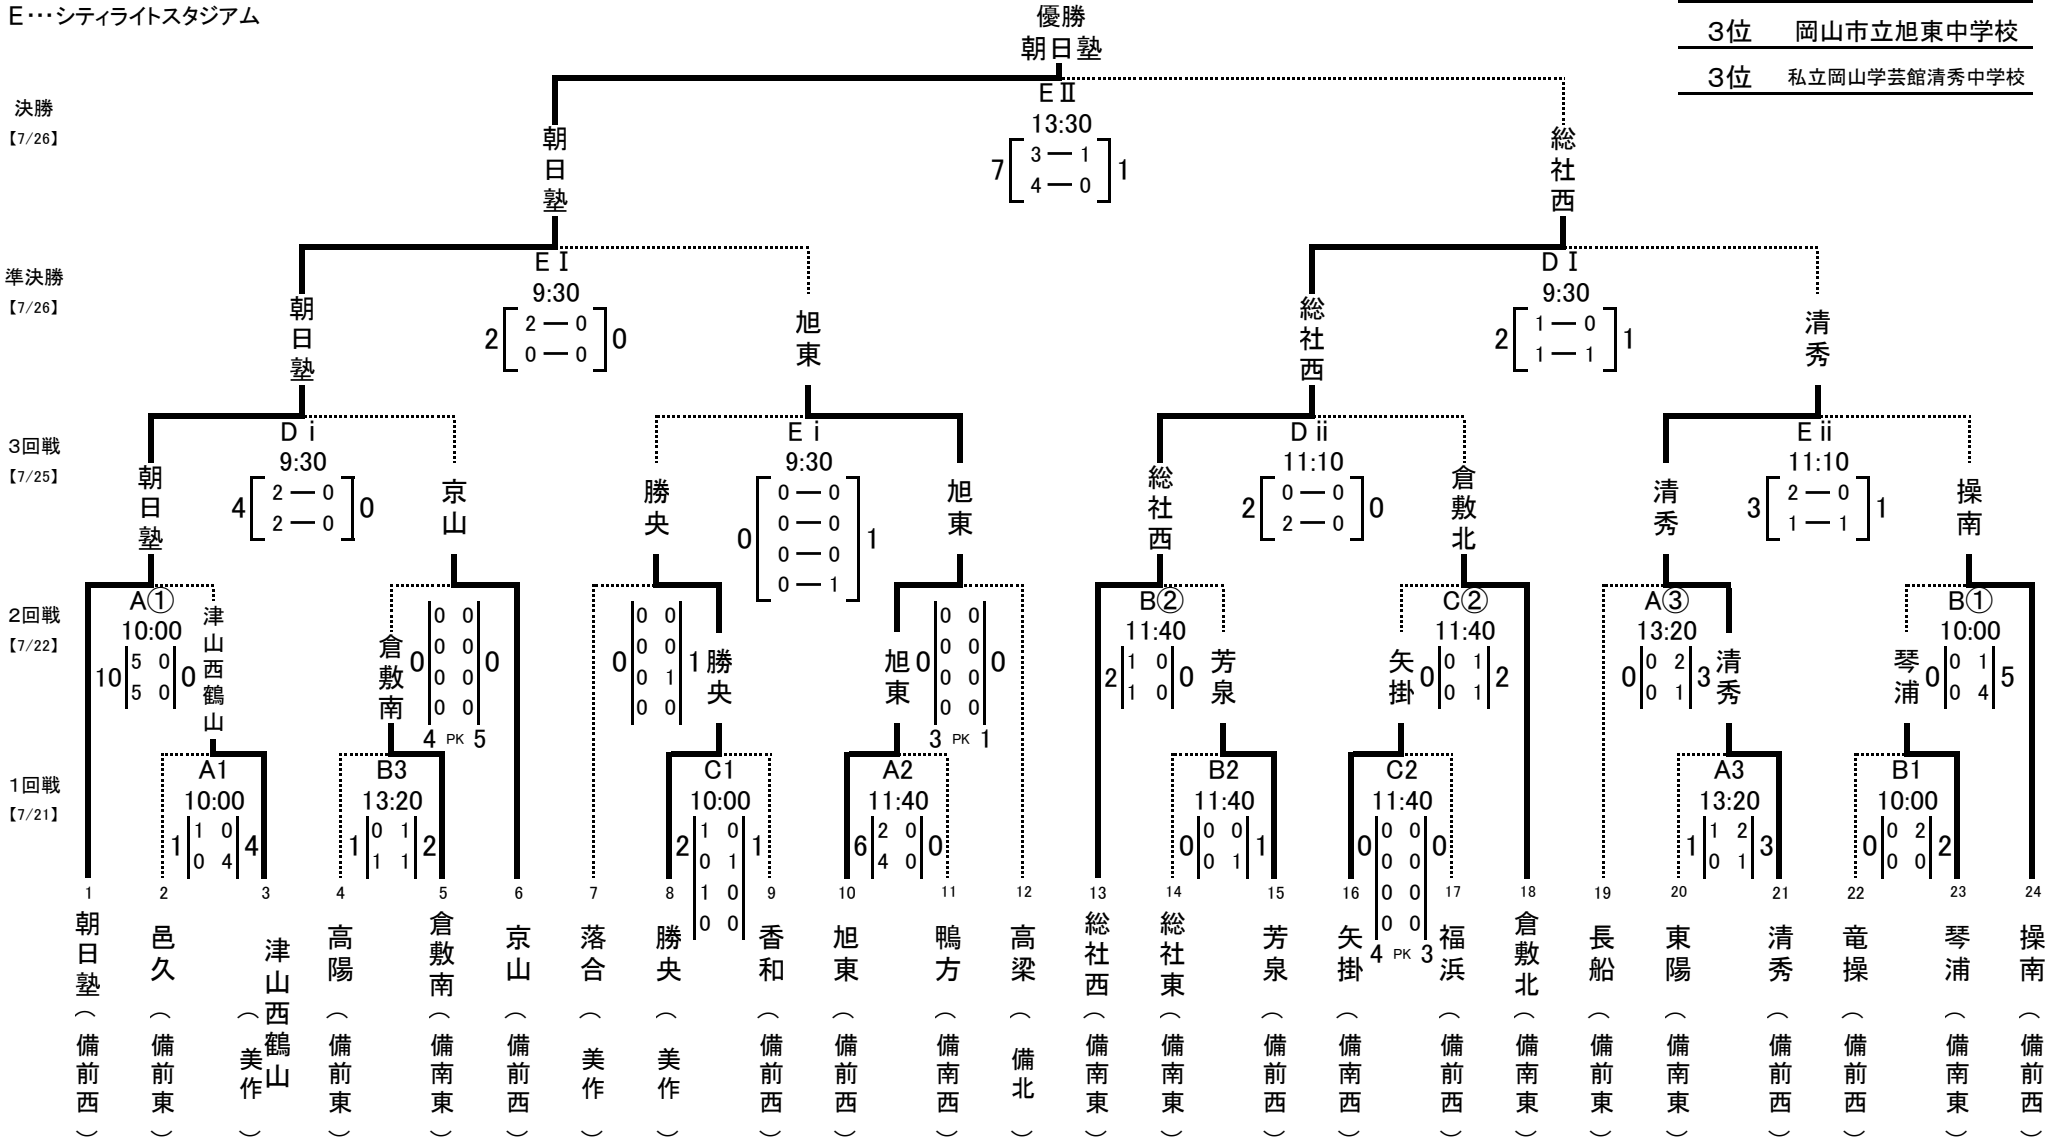 E…シティライトスタジアム
優勝
朝日塾
3位 岡山市立旭東中学校
3位 私立岡山学芸館清秀中学校
決勝
【7/26】
朝日塾
EⅡ
13:30
7 3 ー 1 1
4 ー 0
総社西
準決勝
【7/26】
朝日塾
EⅠ
9:30
2 2 ー 0 0
0 ー 0
旭東
総社西
DⅠ
9:30
2 1 ー 0 1
1 ー 1
清秀
3回戦
【7/25】
朝日塾
Dⅰ
9:30
4 2 ー 0 0
2 ー 0
京山
勝央
Eⅰ
9:30
0 ー 0
0 ー 0
0 0 ー 0 1
0 ー 1
旭東
総社西
Dⅱ
11:10
2 0 ー 0 0
2 ー 0
倉敷北
清秀
Eⅱ
11:10
3 2 ー 0 1
1 ー 1
操南
2回戦
【7/22】
A①
10:00
10 5 0 0
5 0
津山西鶴山
倉敷南
0 0
0 0 0 0
0 0
0 0
4 PK 5
0 0
0 0 0 1
0 1
0 0
勝央
旭東
0 0
0 0 0 0
0 0
0 0
3 PK 1
B②
11:40
2 1 0 0
1 0
芳泉
矢掛
C②
11:40
0 0 1 2
0 1
A③
13:20
0 0 2 3
0 1
清秀
琴浦
B①
10:00
0 0 1 5
0 4
1回戦
【7/21】
A1
10:00
1 1 0 4
0 4
B3
13:20
1 0 1 2
1 1
C1
10:00
2 1 0 1
0 1
1 0
0 0
A2
11:40
6 2 0 0
4 0
B2
11:40
0 0 0 1
0 1
C2
11:40
0 0 0 0
0 0
0 0
0 0
4 PK 3
A3
13:20
1 1 2 3
0 1
B1
10:00
0 0 2 2
0 0
1 朝日塾（備前西）
2 邑久（備前東）
3 津山西鶴山（美作）
4 高陽（備前東）
5 倉敷南（備南東）
6 京山（備前西）
7 落合（美作）
8 勝央（美作）
9 香和（備前西）
10 旭東（備前西）
11 鴨方（備南西）
12 高梁（備北）
13 総社西（備南東）
14 総社東（備南東）
15 芳泉（備前西）
16 矢掛（備南西）
17 福浜（備前西）
18 倉敷北（備南東）
19 長船（備前東）
20 東陽（備南東）
21 清秀（備前西）
22 竜操（備前西）
23 琴浦（備南東）
24 操南（備前西）